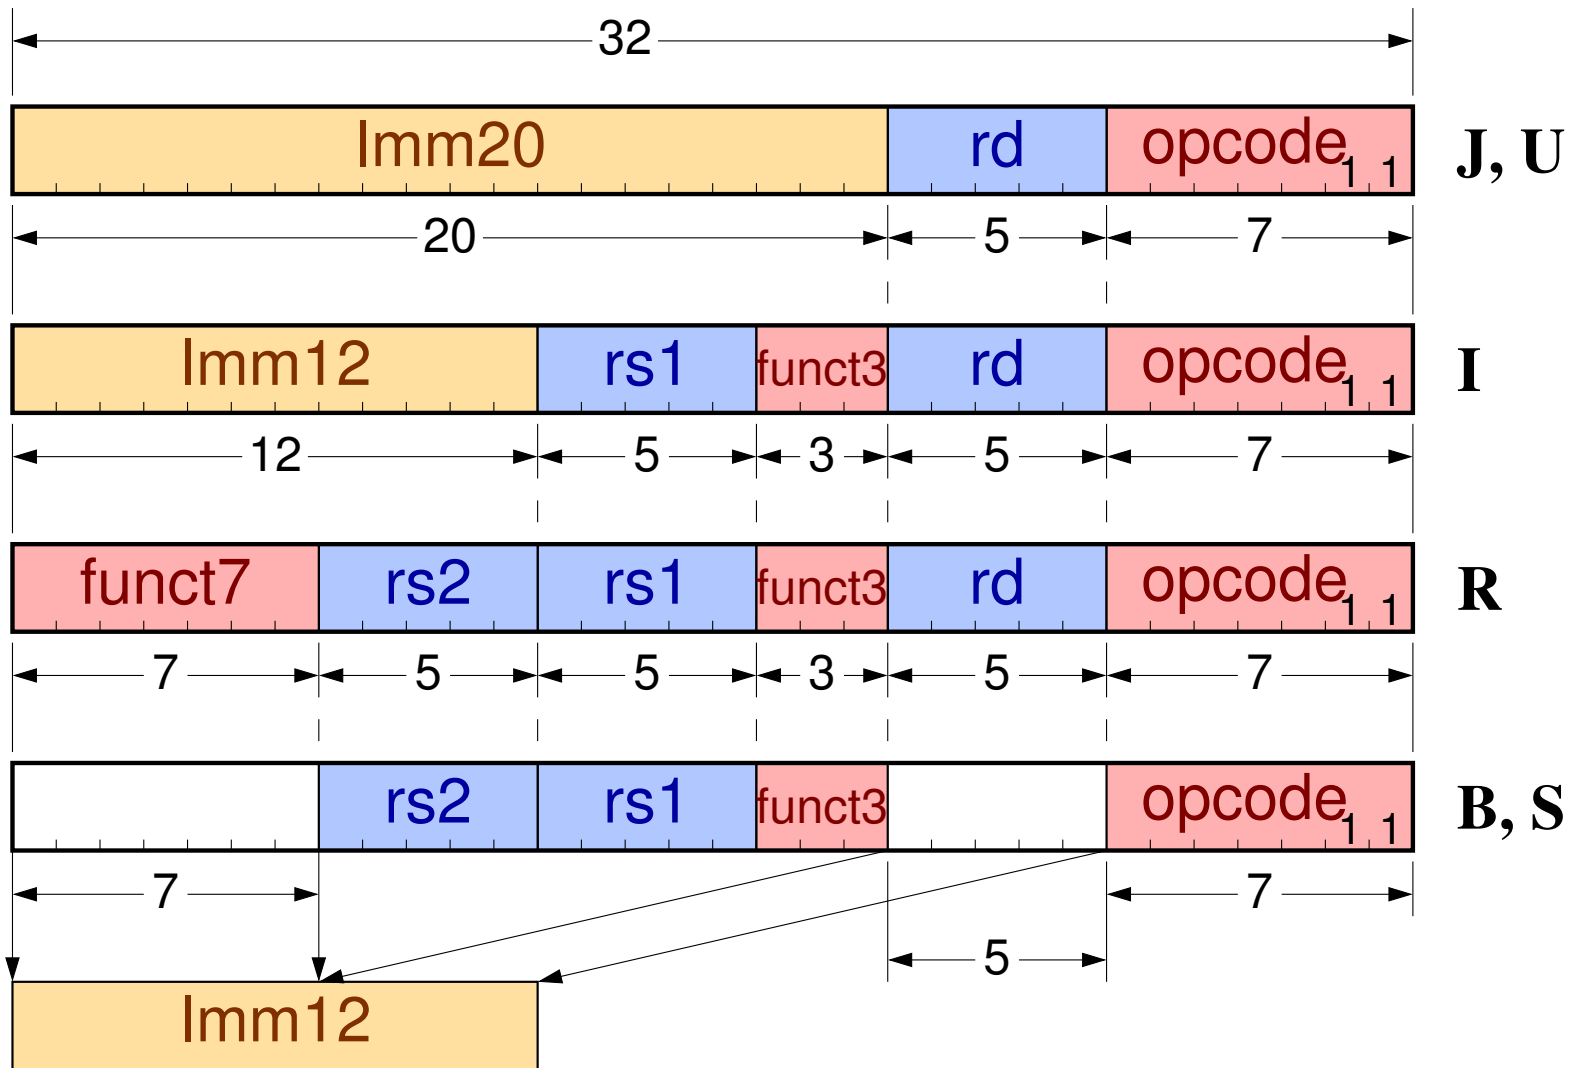 32
Imm20 rd opcode 1 1 J, U
20 5 7
Imm12 rs1 funct3 rd opcode 1 1 I
12 5 3 5 7
funct7 rs2 rs1 funct3 rd opcode 1 1 R
7 5 5 3 5 7
rs2 rs1 funct3 opcode 1 1 B, S
7 7
5
Imm12